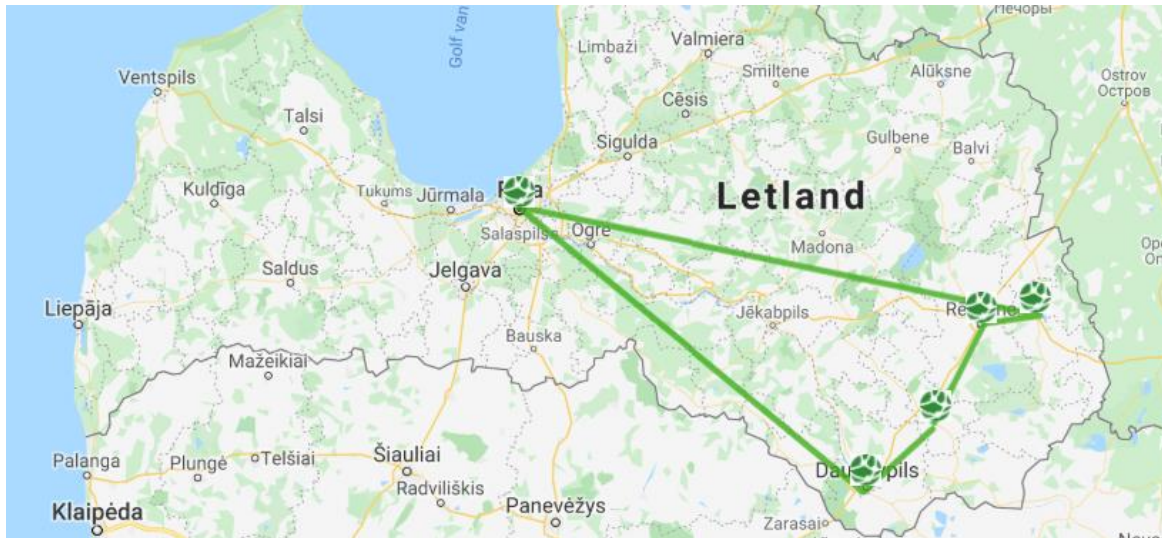 Печоры
Golf van
Limbaži
Valmiera
Smiltene
Alūksne
Ostrov
Остров
Ventspils
Talsi
Cēsis
Sigulda
Gulbene
Balvi
Kuldīga
Tukums
Jūrmala
Letland
Salaspils
Ogre
Madona
Saldus
Jelgava
Liepāja
Jēkabpils
Bauska
Mažeikiai
Palanga
Plungė
Telšiai
Šiauliai
Radviliškis
Klaipėda
Panevėžys
Zarasai